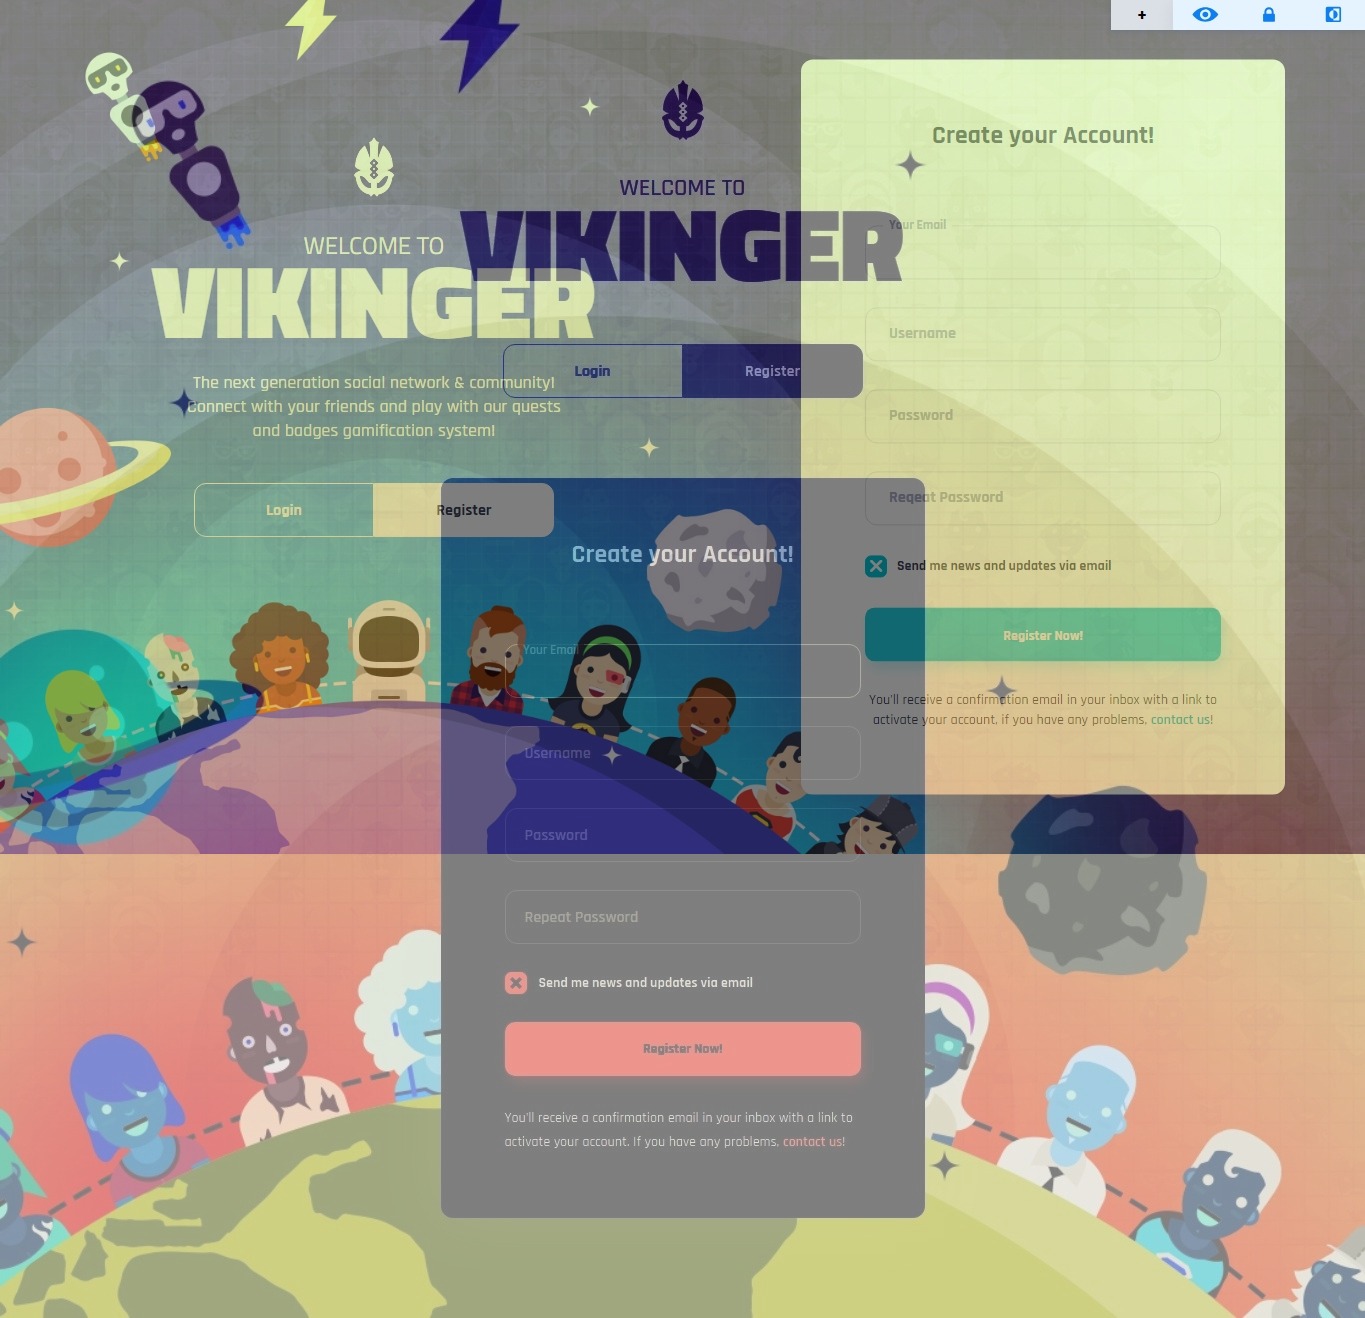 +
WELCOME TO
VIKINGER
The next generation social network & community!
Connect with your friends and play with our quests
and badges gamification system!
Login
Register
WELCOME TO
VIKINGER
Login
Register
Create your Account!
Your Email
Username
Password
Repeat Password
Send me news and updates via email
Register Now!
You'll receive a confirmation email in your inbox with a link to
activate your account, if you have any problems, contact us!
Create your Account!
Your Email
Username
Password
Repeat Password
Send me news and updates via email
Register Now!
You'll receive a confirmation email in your inbox with a link to
activate your account. If you have any problems, contact us!